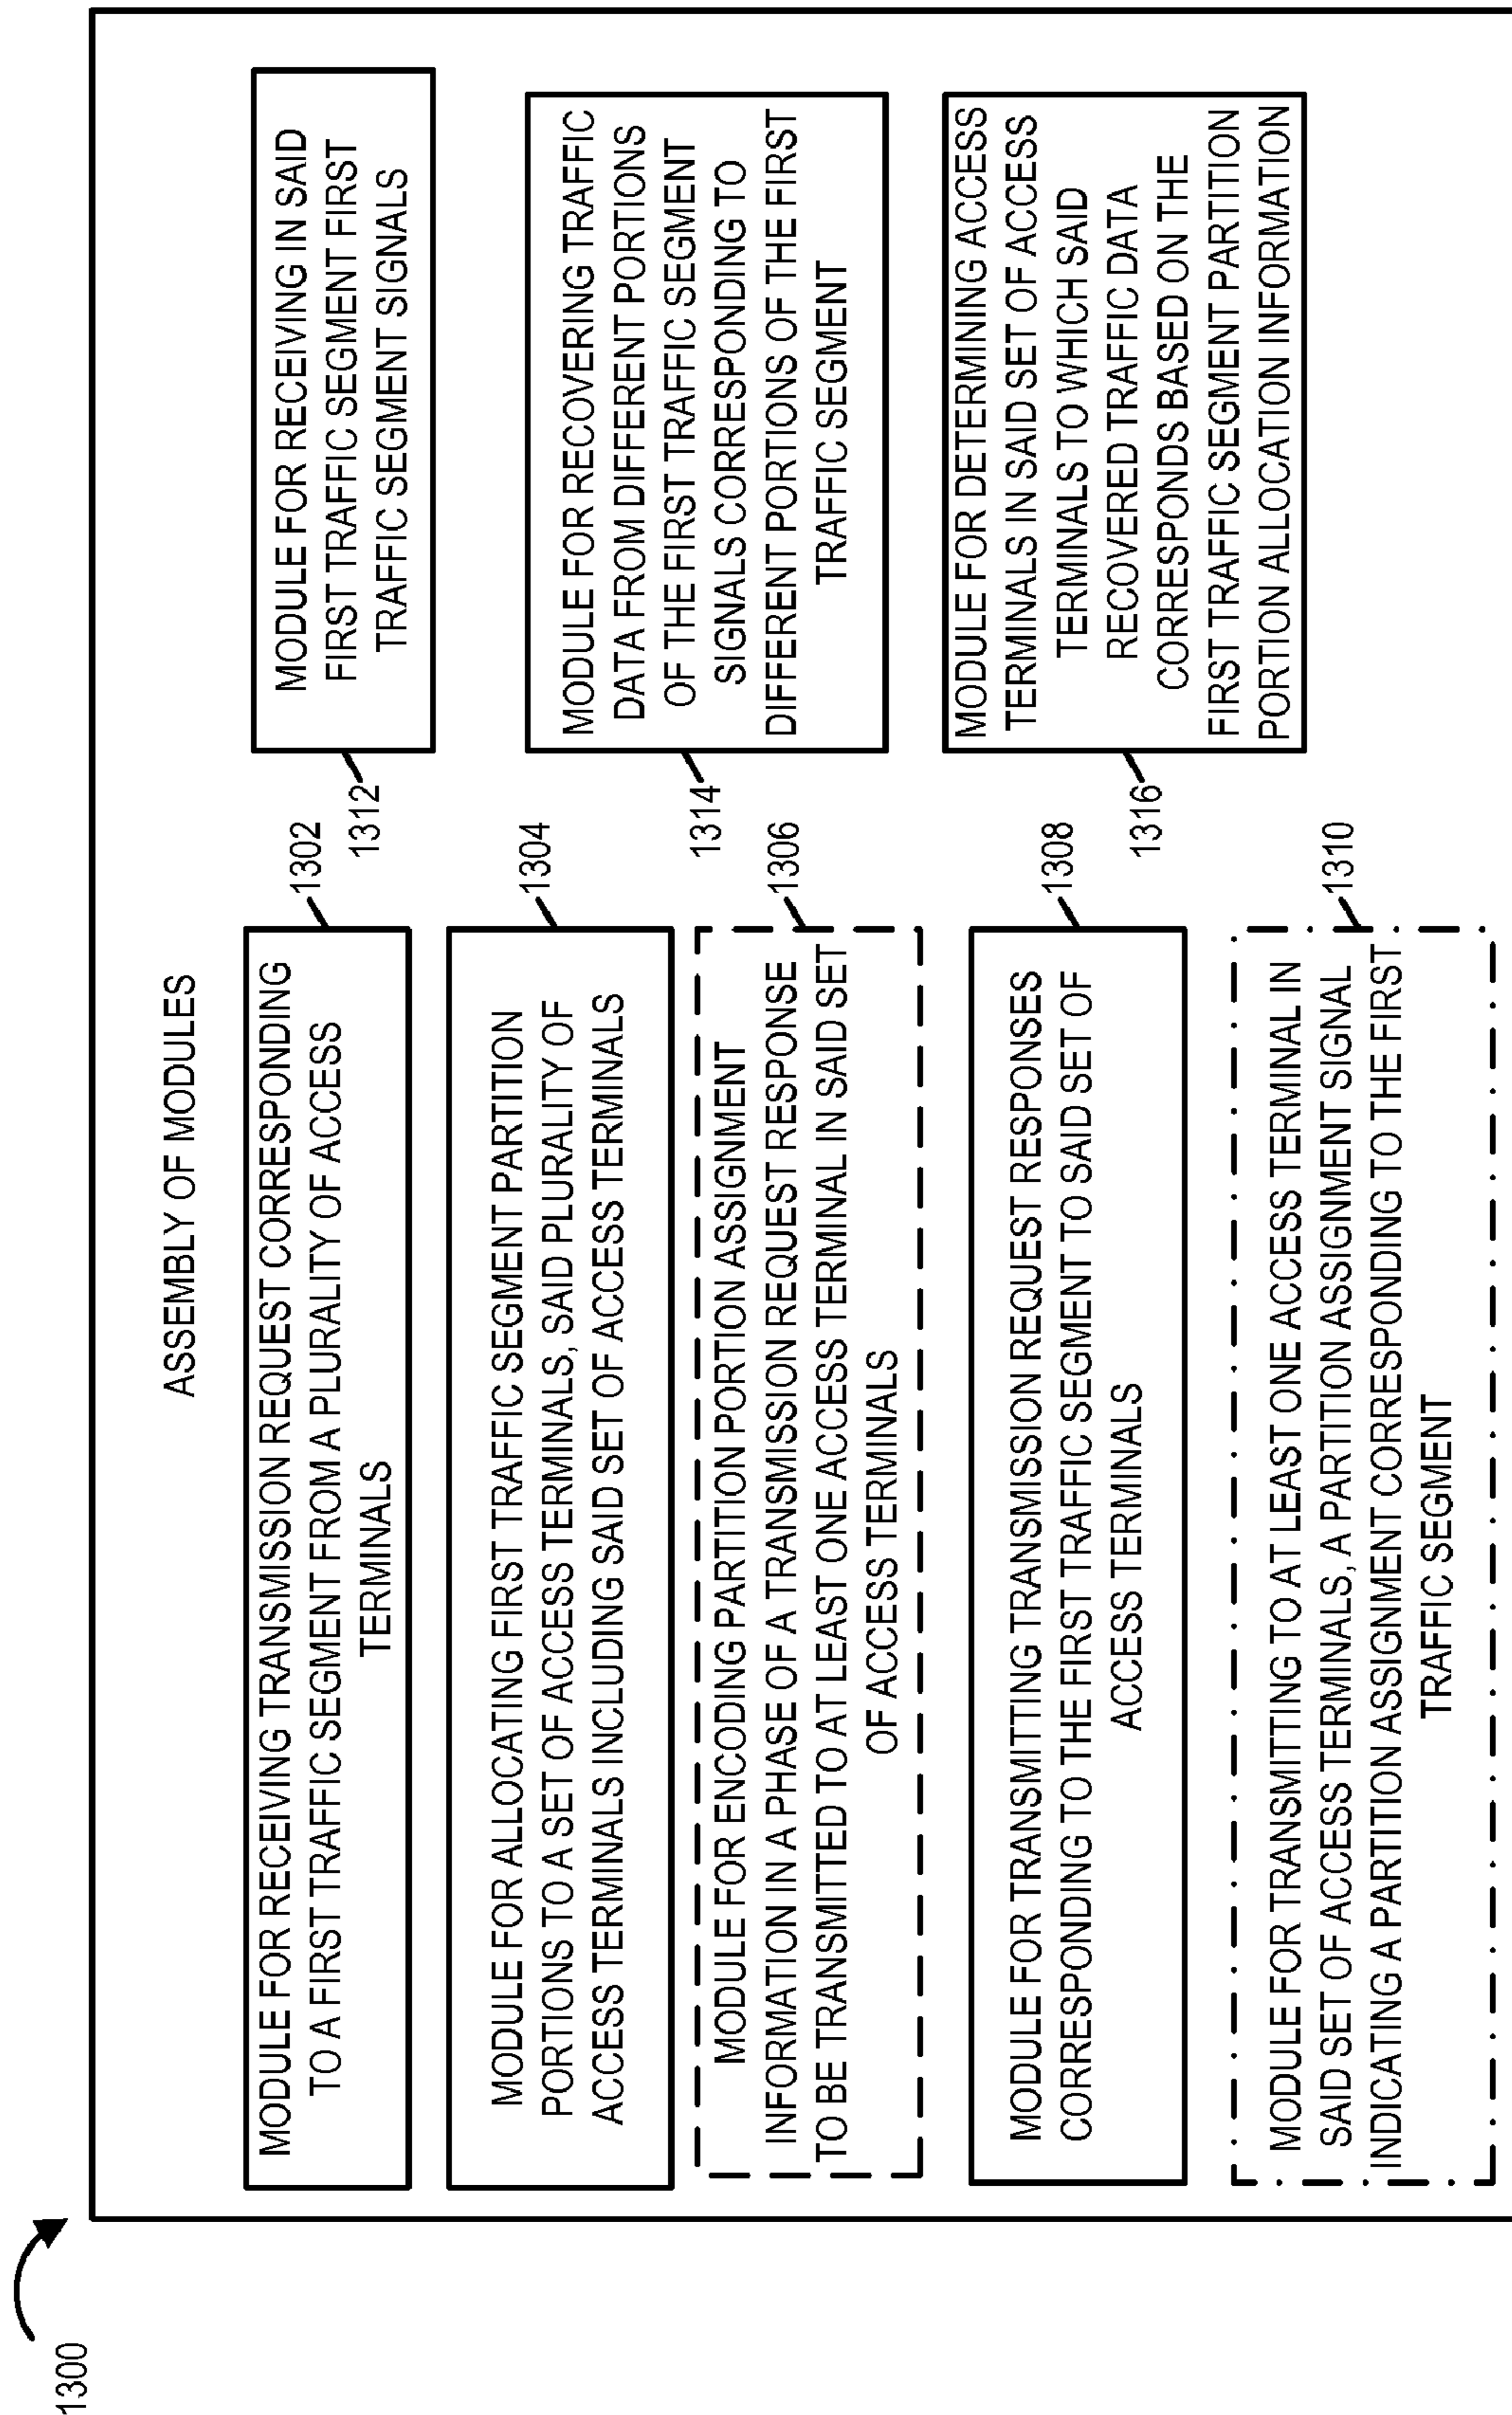 1300
ASSEMBLY OF MODULES
MODULE FOR RECEIVING TRANSMISSION REQUEST CORRESPONDING
TO A FIRST TRAFFIC SEGMENT FROM A PLURALITY OF ACCESS
TERMINALS
1302
MODULE FOR ALLOCATING FIRST TRAFFIC SEGMENT PARTITION
PORTIONS TO A SET OF ACCESS TERMINALS, SAID PLURALITY OF
ACCESS TERMINALS INCLUDING SAID SET OF ACCESS TERMINALS
1304
MODULE FOR ENCODING PARTITION PORTION ASSIGNMENT
INFORMATION IN A PHASE OF A TRANSMISSION REQUEST RESPONSE
TO BE TRANSMITTED TO AT LEAST ONE ACCESS TERMINAL IN SAID SET
OF ACCESS TERMINALS
1306
MODULE FOR TRANSMITTING TRANSMISSION REQUEST RESPONSES
CORRESPONDING TO THE FIRST TRAFFIC SEGMENT TO SAID SET OF
ACCESS TERMINALS
1308
MODULE FOR TRANSMITTING TO AT LEAST ONE ACCESS TERMINAL IN
SAID SET OF ACCESS TERMINALS, A PARTITION ASSIGNMENT SIGNAL
INDICATING A PARTITION ASSIGNMENT CORRESPONDING TO THE FIRST
TRAFFIC SEGMENT
1310
MODULE FOR RECEIVING IN SAID
FIRST TRAFFIC SEGMENT FIRST
TRAFFIC SEGMENT SIGNALS
1312
MODULE FOR RECOVERING TRAFFIC
DATA FROM DIFFERENT PORTIONS
OF THE FIRST TRAFFIC SEGMENT
SIGNALS CORRESPONDING TO
DIFFERENT PORTIONS OF THE FIRST
TRAFFIC SEGMENT
1314
MODULE FOR DETERMINING ACCESS
TERMINALS IN SAID SET OF ACCESS
TERMINALS TO WHICH SAID
RECOVERED TRAFFIC DATA
CORRESPONDS BASED ON THE
FIRST TRAFFIC SEGMENT PARTITION
PORTION ALLOCATION INFORMATION
1316